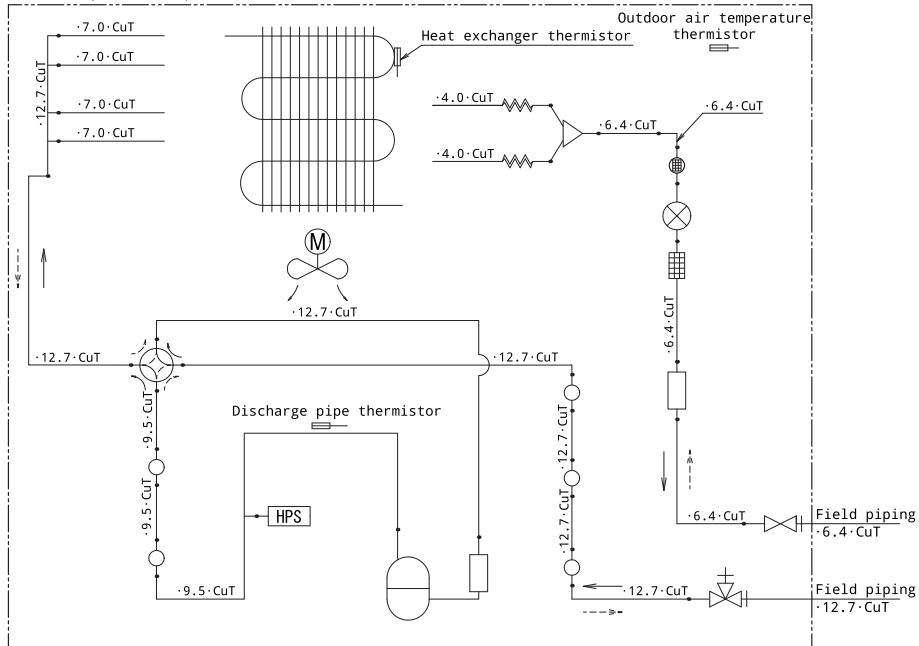 Outdoor air temperature
thermistor
·7.0·CuT
Heat exchanger thermistor
·7.0·CuT
·12.7·CuT
·7.0·CuT
·4.0·CuT
·6.4·CuT
·6.4·CuT
·7.0·CuT
·4.0·CuT
M
·12.7·CuT
·6.4·CuT
·12.7·CuT
·12.7·CuT
·9.5·CuT
Discharge pipe thermistor
·12.7·CuT
·9.5·CuT
HPS
·12.7·CuT
·6.4·CuT
Field piping
·6.4·CuT
·9.5·CuT
·12.7·CuT
Field piping
·12.7·CuT